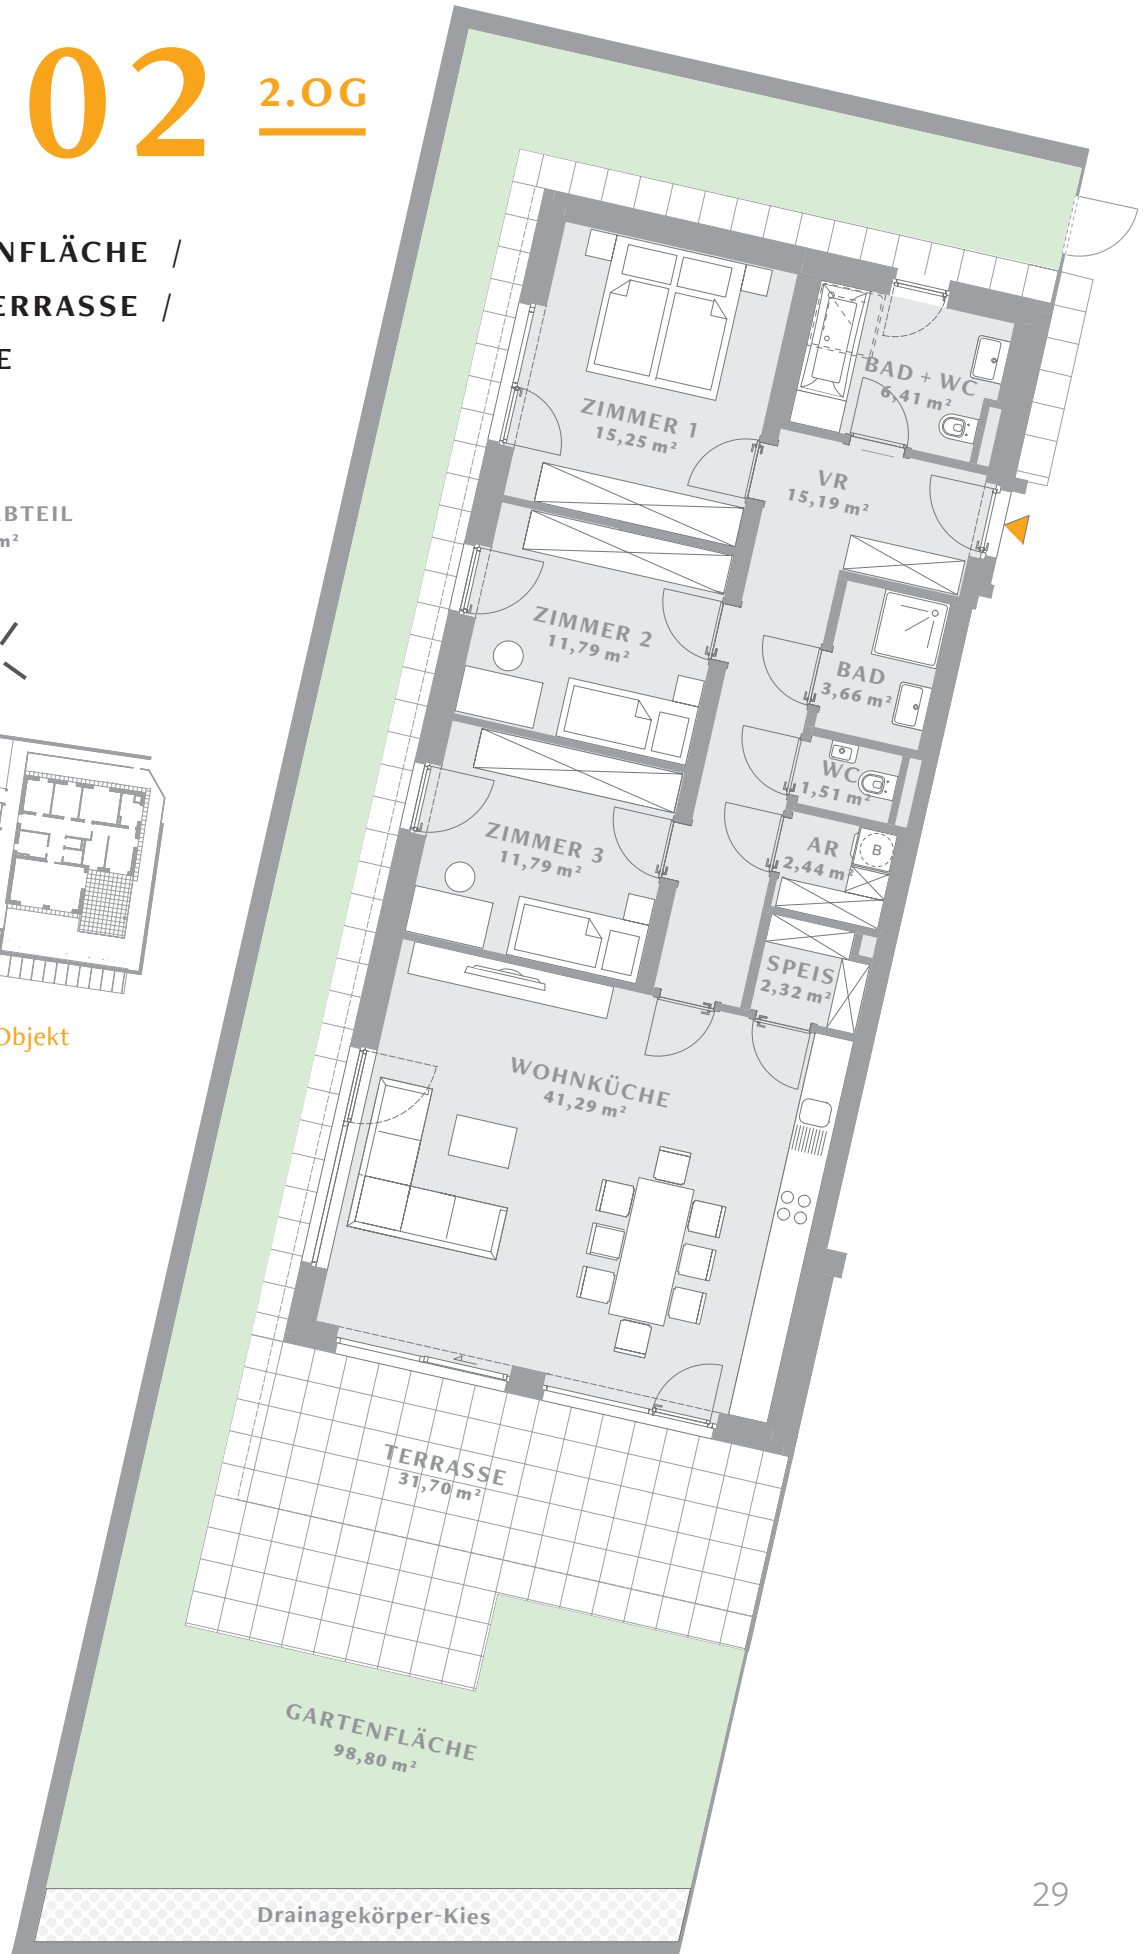 02 2.OG
NFLÄCHE /
ERRASSE /
E
ABTEIL
m²
Objekt
ZIMMER 1
15,25 m²
BAD + WC
6,41 m²
VR
15,19 m²
ZIMMER 2
11,79 m²
BAD
3,66 m²
WC
1,51 m²
ZIMMER 3
11,79 m²
AR
2,44 m²
B
SPEIS
2,32 m²
WOHNKÜCHE
41,29 m²
TERRASSE
31,70 m²
GARTENFLÄCHE
98,80 m²
Drainagekörper-Kies
29